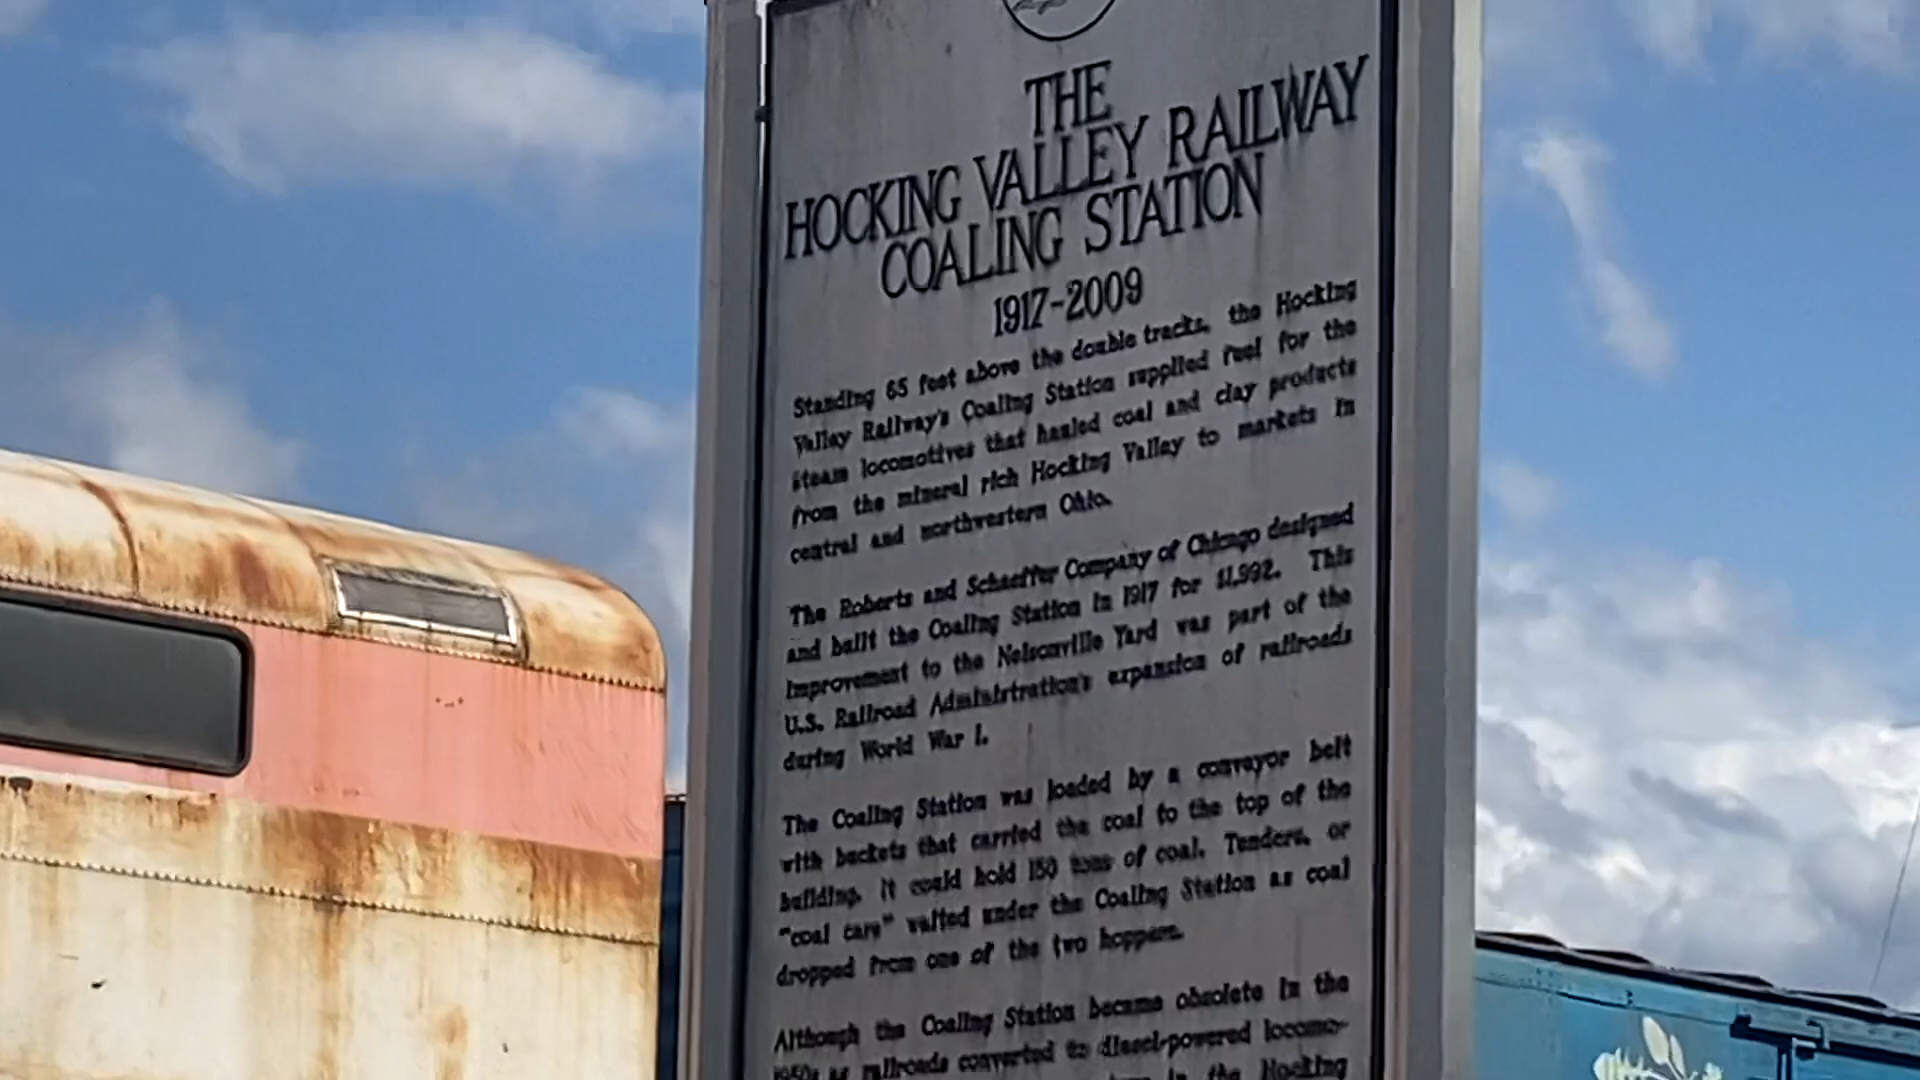 THE
HOCKING VALLEY RAILWAY
COALING STATION
1917-2009
Standing 65 feet above the double tracks, the Hocking
Valley Railway's Coaling Station supplied fuel for the
steam locomotives that hauled coal and clay products
from the mineral rich Hocking Valley to markets in
central and northwestern Ohio.
The Roberts and Schaeffer Company of Chicago designed
and built the Coaling Station in 1917 for This
improvement to the Nelsonville Yard was part of the
U.S. Railroad Administration's expansion of railroads
during World War I.
The Coaling Station was loaded by a conveyor belt
with buckets that carried the coal to the top of the
building. It could hold 150 tons of coal. Tenders, or
"coal cars" waited under the Coaling Station as coal
dropped from one of the two hoppers.
Although the Coaling Station became obsolete in the
1950s as railroads converted to diesel-powered locomo-
in the Hocking